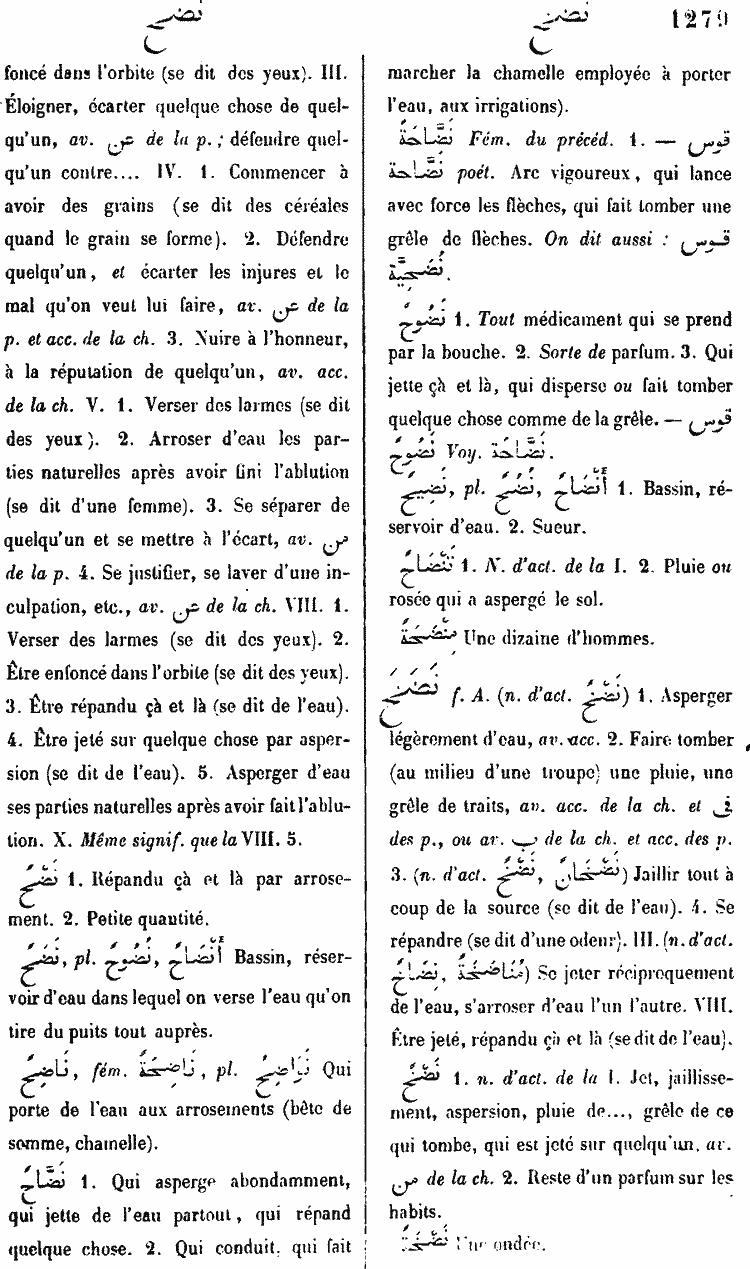 نضح
نضخ 1279
foncé dans l'orbite (se dit des yeux). III.
Éloigner, écarter quelque chose de quel-
qu'un, av. عن de la p.; défendre quel-
qu'un contre.... IV. 1. Commencer à
avoir des grains (se dit des céréales
quand le grain se forme). 2. Défendre
quelqu'un, et écarter les injures et le
mal qu'on veut lui faire, av. عن de la
p. et acc. de la ch. 3. Nuire à l'honneur,
à la réputation de quelqu'un, av. acc.
de la ch. V. 1. Verser des larmes (se dit
des yeux). 2. Arroser d'eau les par-
ties naturelles après avoir fini l'ablution
(se dit d'une femme). 3. Se séparer de
quelqu'un et se mettre à l'écart, av. من
de la p. 4. Se justifier, se laver d'une in-
culpation, etc., av. عن de la ch. VIII. 1.
Verser des larmes (se dit des yeux). 2.
Être enfoncé dans l'orbite (se dit des yeux).
3. Être répandu çà et là (se dit de l'eau).
4. Être jeté sur quelque chose par asper-
sion (se dit de l'eau). 5. Asperger d'eau
ses parties naturelles après avoir fait l'ablu-
tion. X. Même signif. que la VIII. 5.
نَضْحٌ 1. Répandu çà et là par arrose-
ment. 2. Petite quantité.
نَضَحٌ, pl. نُضُوحٌ, أَنْضَاحٌ Bassin, réser-
voir d'eau dans lequel on verse l'eau qu'on
tire du puits tout auprès.
نَاضِحٌ, fém. نَاضِحَةٌ, pl. نَوَاضِحُ Qui
porte de l'eau aux arrosements (bête de
somme, chamelle).
نَضَّاحٌ 1. Qui asperge abondamment,
qui jette de l'eau partout, qui répand
quelque chose. 2. Qui conduit, qui fait
marcher la chamelle employée à porter
l'eau, aux irrigations).
نَضَّاحَةٌ Fém. du précéd. 1. — قوس
نَضَّاحة poét. Arc vigoureux, qui lance
avec force les flèches, qui fait tomber une
grêle de flèches. On dit aussi : قوس
نُضَحِيَّة.
نَضُوحٌ 1. Tout médicament qui se prend
par la bouche. 2. Sorte de parfum. 3. Qui
jette çà et là, qui disperse ou fait tomber
quelque chose comme de la grêle. — قوس
نَضُوحٌ Voy. نَضَّاحَةٌ.
نَضِيحٌ, pl. نُضُحٌ, أَنْضَاحٌ 1. Bassin, ré-
servoir d'eau. 2. Sueur.
تَنْضَاحٌ 1. N. d'act. de la I. 2. Pluie ou
rosée qui a aspergé le sol.
مِنْضَحَةٌ Une dizaine d'hommes.
نَضَخَ f. A. (n. d'act. نَضْخٌ) 1. Asperger
légèrement d'eau, av. acc. 2. Faire tomber
(au milieu d'une troupe) une pluie, une
grêle de traits, av. acc. de la ch. et في
des p., ou av. ب de la ch. et acc. des p.
3. (n. d'act. نَضْخٌ, نَضَخَانٌ) Jaillir tout à
coup de la source (se dit de l'eau). 4. Se
répandre (se dit d'une odeur). III. (n. d'act.
مُنَاضَخَةٌ, نِضَاخٌ) Se jeter réciproquement
de l'eau, s'arroser d'eau l'un l'autre. VIII.
Être jeté, répandu çà et là (se dit de l'eau).
نَضْخٌ 1. n. d'act. de la I. Jet, jaillisse-
ment, aspersion, pluie de..., grêle de ce
qui tombe, qui est jeté sur quelqu'un, av.
من de la ch. 2. Reste d'un parfum sur les
habits.
نَضْخَةٌ Une ondée.